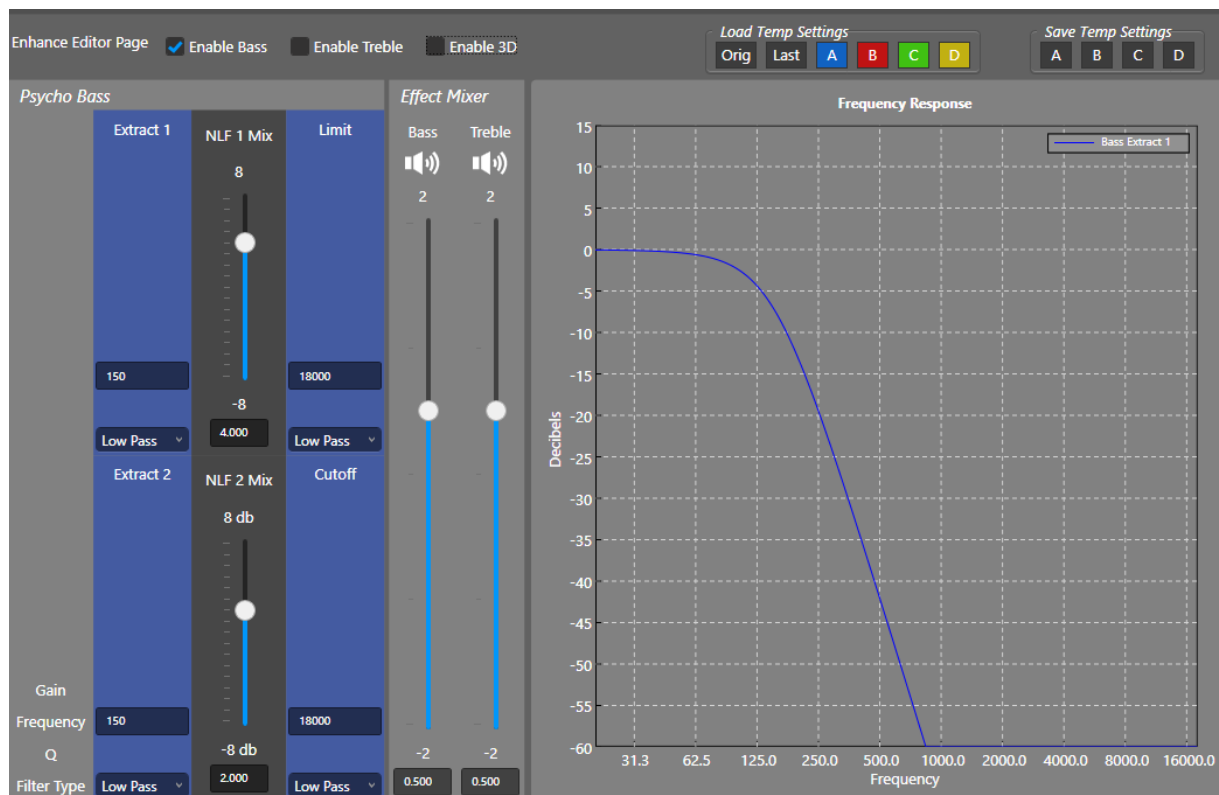 Enhance Editor Page Enable Bass Enable Treble Enable 3D
Load Temp Settings
Orig Last A B C D
Save Temp Settings
A B C D
Psycho Bass
Extract 1
NLF 1 Mix
Limit
8
150
18000
-8
4.000
Low Pass
Low Pass
Extract 2
NLF 2 Mix
Cutoff
8 db
Gain
Frequency
150
18000
Q
-8 db
Filter Type
Low Pass
2.000
Low Pass
Effect Mixer
Bass Treble
2 2
-2 -2
0.500 0.500
Frequency Response
Bass Extract 1
15
10
5
0
-5
-10
-15
-20
-25
-30
-35
-40
-45
-50
-55
-60
Decibels
31.3 62.5 125.0 250.0 500.0 1000.0 2000.0 4000.0 8000.0 16000.0
Frequency